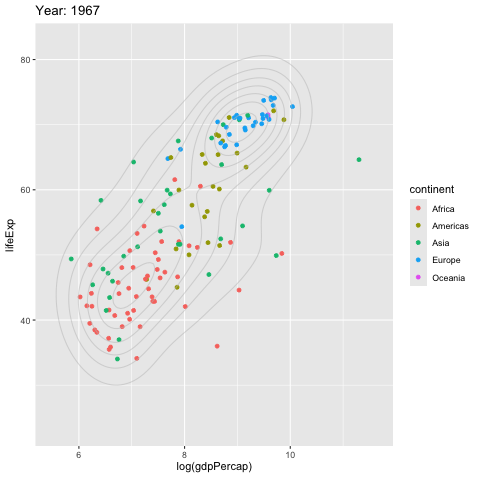 Year: 1967
80
60
40
lifeExp
6
8
10
log(gdpPercap)
continent
Africa
Americas
Asia
Europe
Oceania